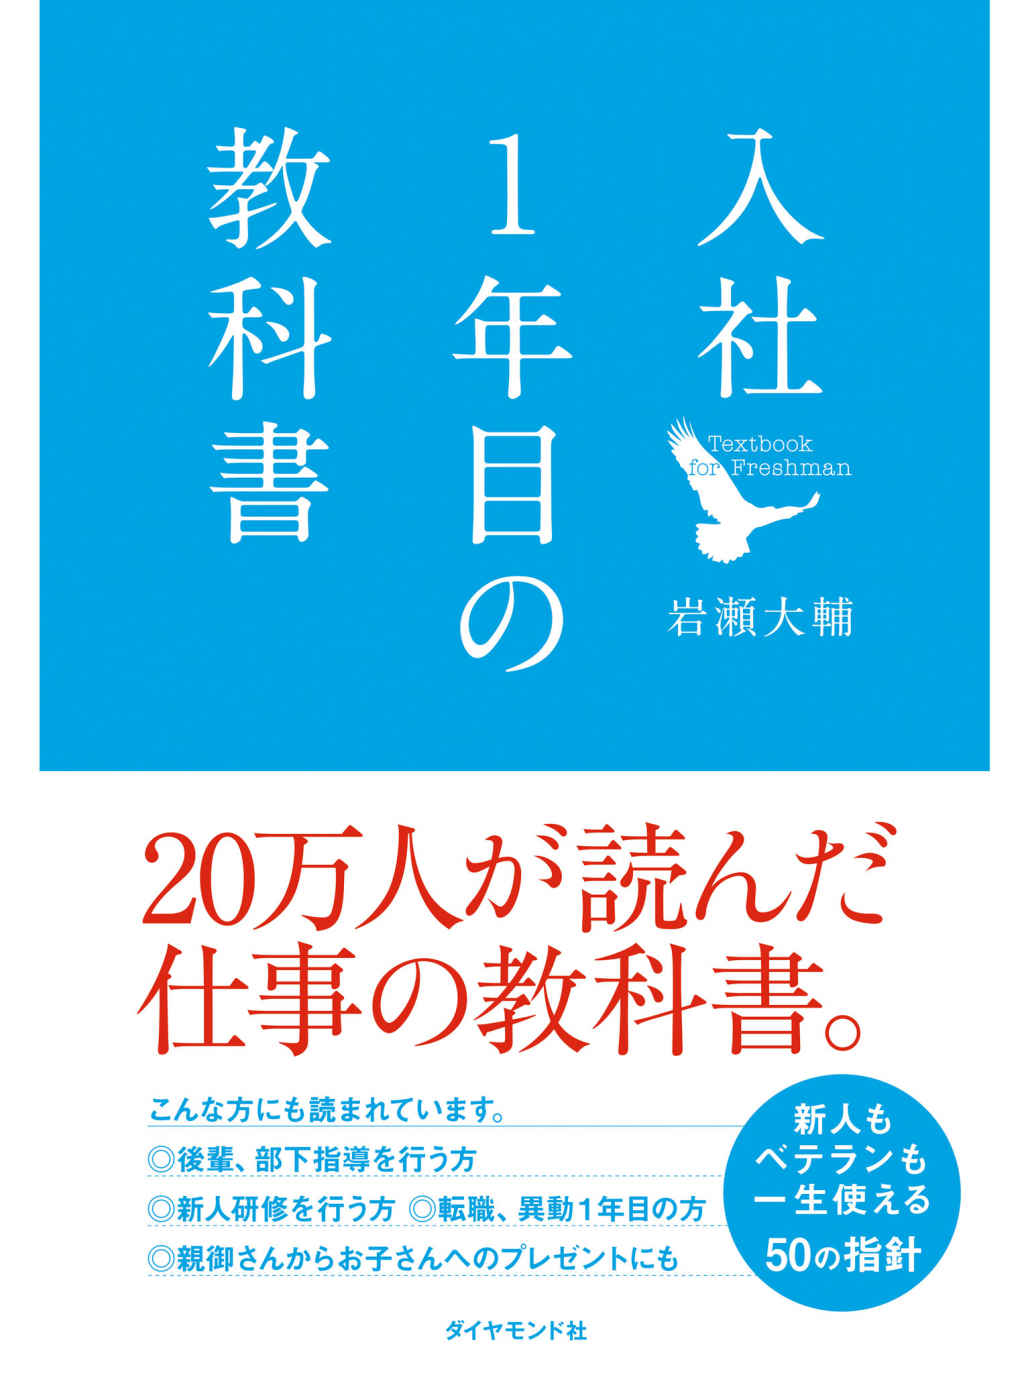 入社
1年目の
教科書
Textbook
for Freshman
岩瀬大輔
20万人が読んだ
仕事の教科書。
こんな方にも読まれています。
◎後輩、部下指導を行う方
◎新人研修を行う方 ◎転職、異動1年目の方
◎親御さんからお子さんへのプレゼントにも
新人も
ベテランも
一生使える
50の指針
ダイヤモンド社